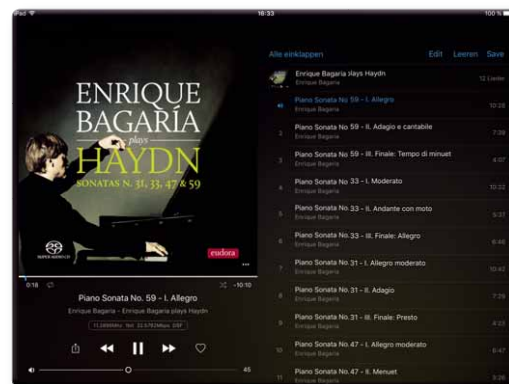 iPad
16:33
100 %
ENRIQUE
BAGARÍA
plays
HAYDN
SONATAS N. 31, 33, 47 & 59
SUPER AUDIO CD
eudora
0:18
-10:10
Piano Sonata No. 59 - I. Allegro
Enrique Bagaria - Enrique Bagaria plays Haydn
DSF
45
Alle einklappen Edit Leeren Save
Enrique Bagaria plays Haydn
Enrique Bagaria
12 Lieder
Piano Sonata No 59 - I. Allegro
Enrique Bagaria
10:28
2 Piano Sonata No 59 - II. Adagio e cantabile
Enrique Bagaria
7:39
3 Piano Sonata No 59 - III. Finale: Tempo di minuet
Enrique Bagaria
4:07
4 Piano Sonata No 33 - I. Moderato
Enrique Bagaria
10:22
5 Piano Sonata No.33 - II. Andante con moto
Enrique Bagaria
5:37
6 Piano Sonata No.33 - III. Finale: Allegro
Enrique Bagaria
6:46
7 Piano Sonata No.31 - I. Allegro moderato
Enrique Bagaria
10:42
8 Piano Sonata No.31 - II. Adagio
Enrique Bagaria
7:29
9 Piano Sonata No.31 - III. Finale: Presto
Enrique Bagaria
4:23
10 Piano Sonata No.47 - I. Allegro moderato
Enrique Bagaria
6:47
11 Piano Sonata No.47 - II. Menuet
Enrique Bagaria